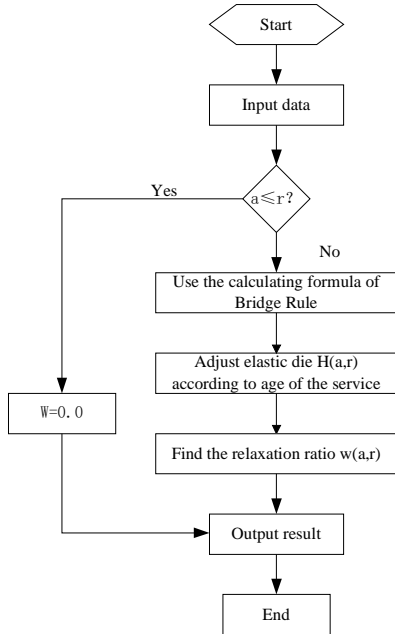 Start
Input data
Yes
a≤r?
No
Use the calculating formula of
Bridge Rule
Adjust elastic die H(a,r)
according to age of the service
W=0.0
Find the relaxation ratio w(a,r)
Output result
End